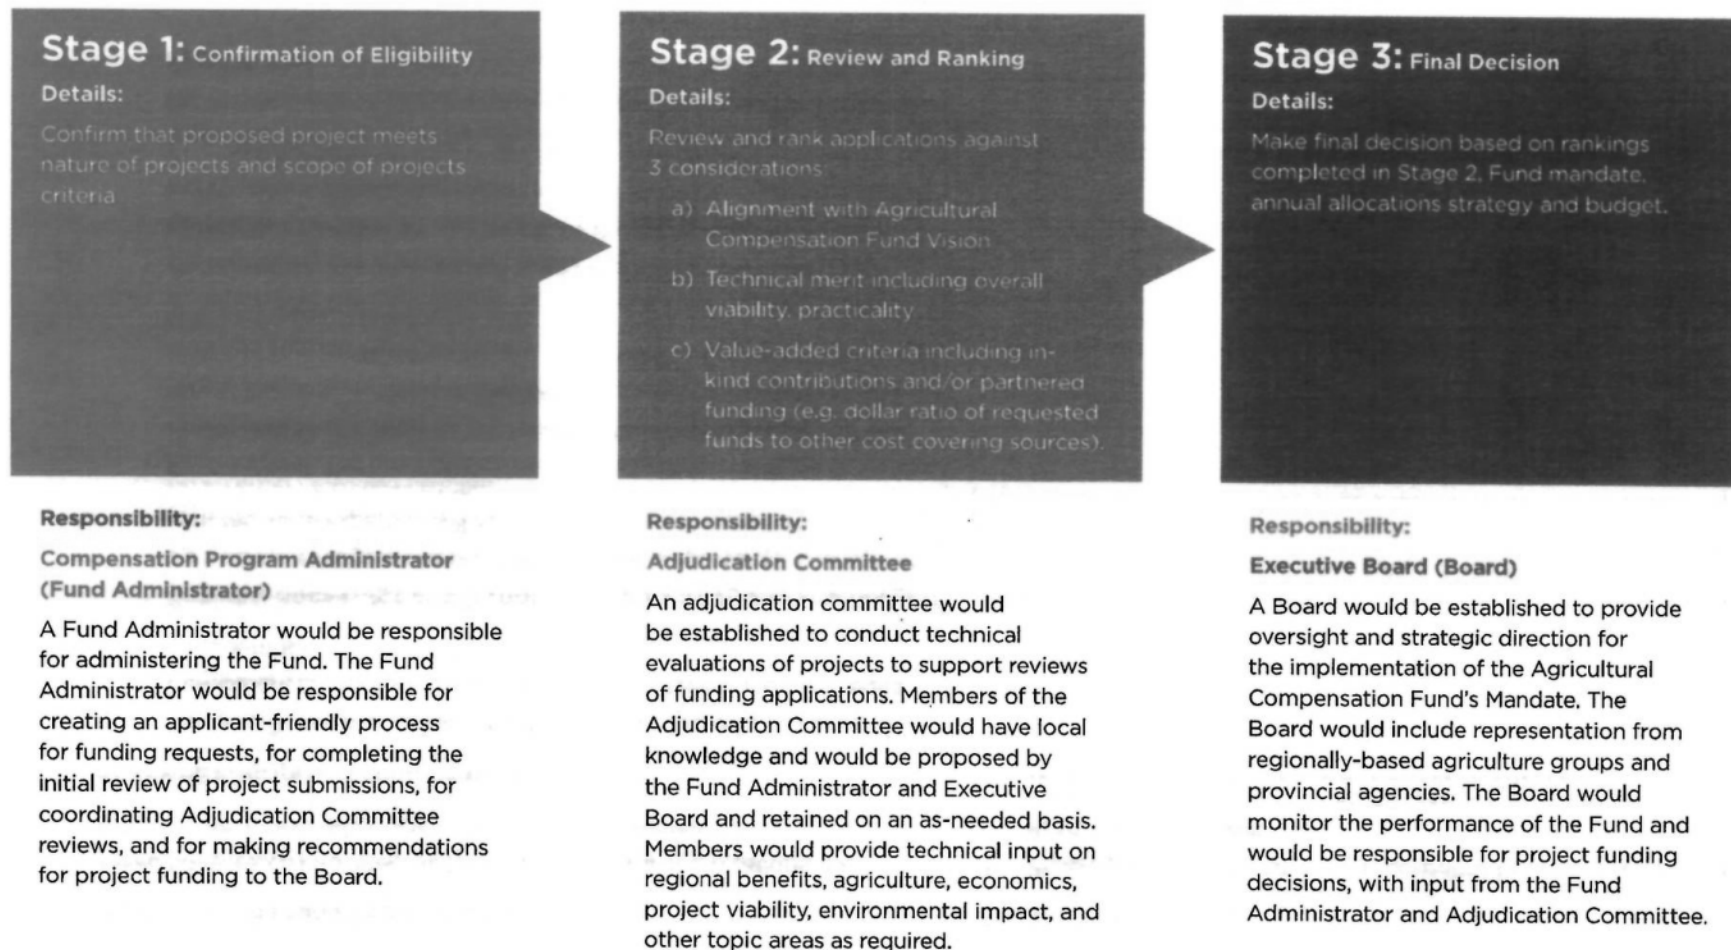 Stage 1: Confirmation of Eligibility
Details:
Confirm that proposed project meets
nature of projects and scope of projects
criteria
Responsibility:
Compensation Program Administrator
(Fund Administrator)
A Fund Administrator would be responsible
for administering the Fund. The Fund
Administrator would be responsible for
creating an applicant-friendly process
for funding requests, for completing the
initial review of project submissions, for
coordinating Adjudication Committee
reviews, and for making recommendations
for project funding to the Board.
Stage 2: Review and Ranking
Details:
Review and rank applications against
3 considerations:
a) Alignment with Agricultural
Compensation Fund Vision
b) Technical merit including overall
viability, practicality
c) Value-added criteria including in-
kind contributions and/or partnered
funding (e.g. dollar ratio of requested
funds to other cost covering sources).
Responsibility:
Adjudication Committee
An adjudication committee would
be established to conduct technical
evaluations of projects to support reviews
of funding applications. Members of the
Adjudication Committee would have local
knowledge and would be proposed by
the Fund Administrator and Executive
Board and retained on an as-needed basis.
Members would provide technical input on
regional benefits, agriculture, economics,
project viability, environmental impact, and
other topic areas as required.
Stage 3: Final Decision
Details:
Make final decision based on rankings
completed in Stage 2, Fund mandate,
annual allocations strategy and budget.
Responsibility:
Executive Board (Board)
A Board would be established to provide
oversight and strategic direction for
the implementation of the Agricultural
Compensation Fund's Mandate. The
Board would include representation from
regionally-based agriculture groups and
provincial agencies. The Board would
monitor the performance of the Fund and
would be responsible for project funding
decisions, with input from the Fund
Administrator and Adjudication Committee.